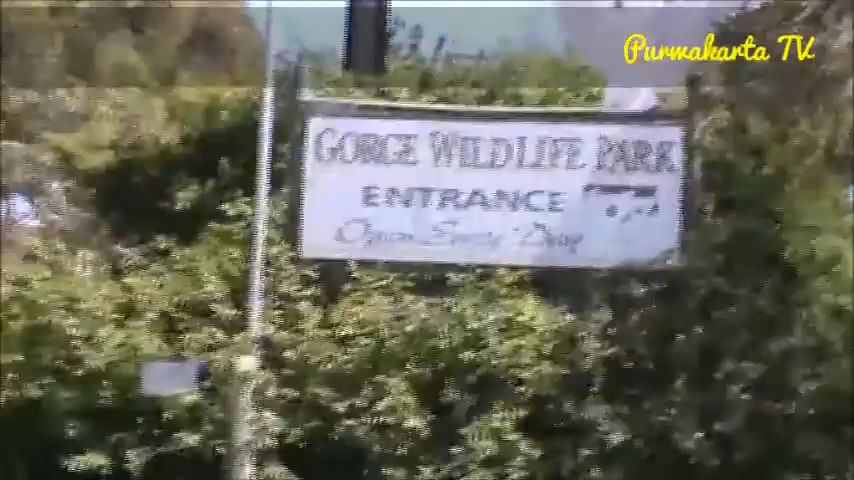 Purwakarta TV
GORGE WILDLIFE PARK
ENTRANCE
Open Every Day